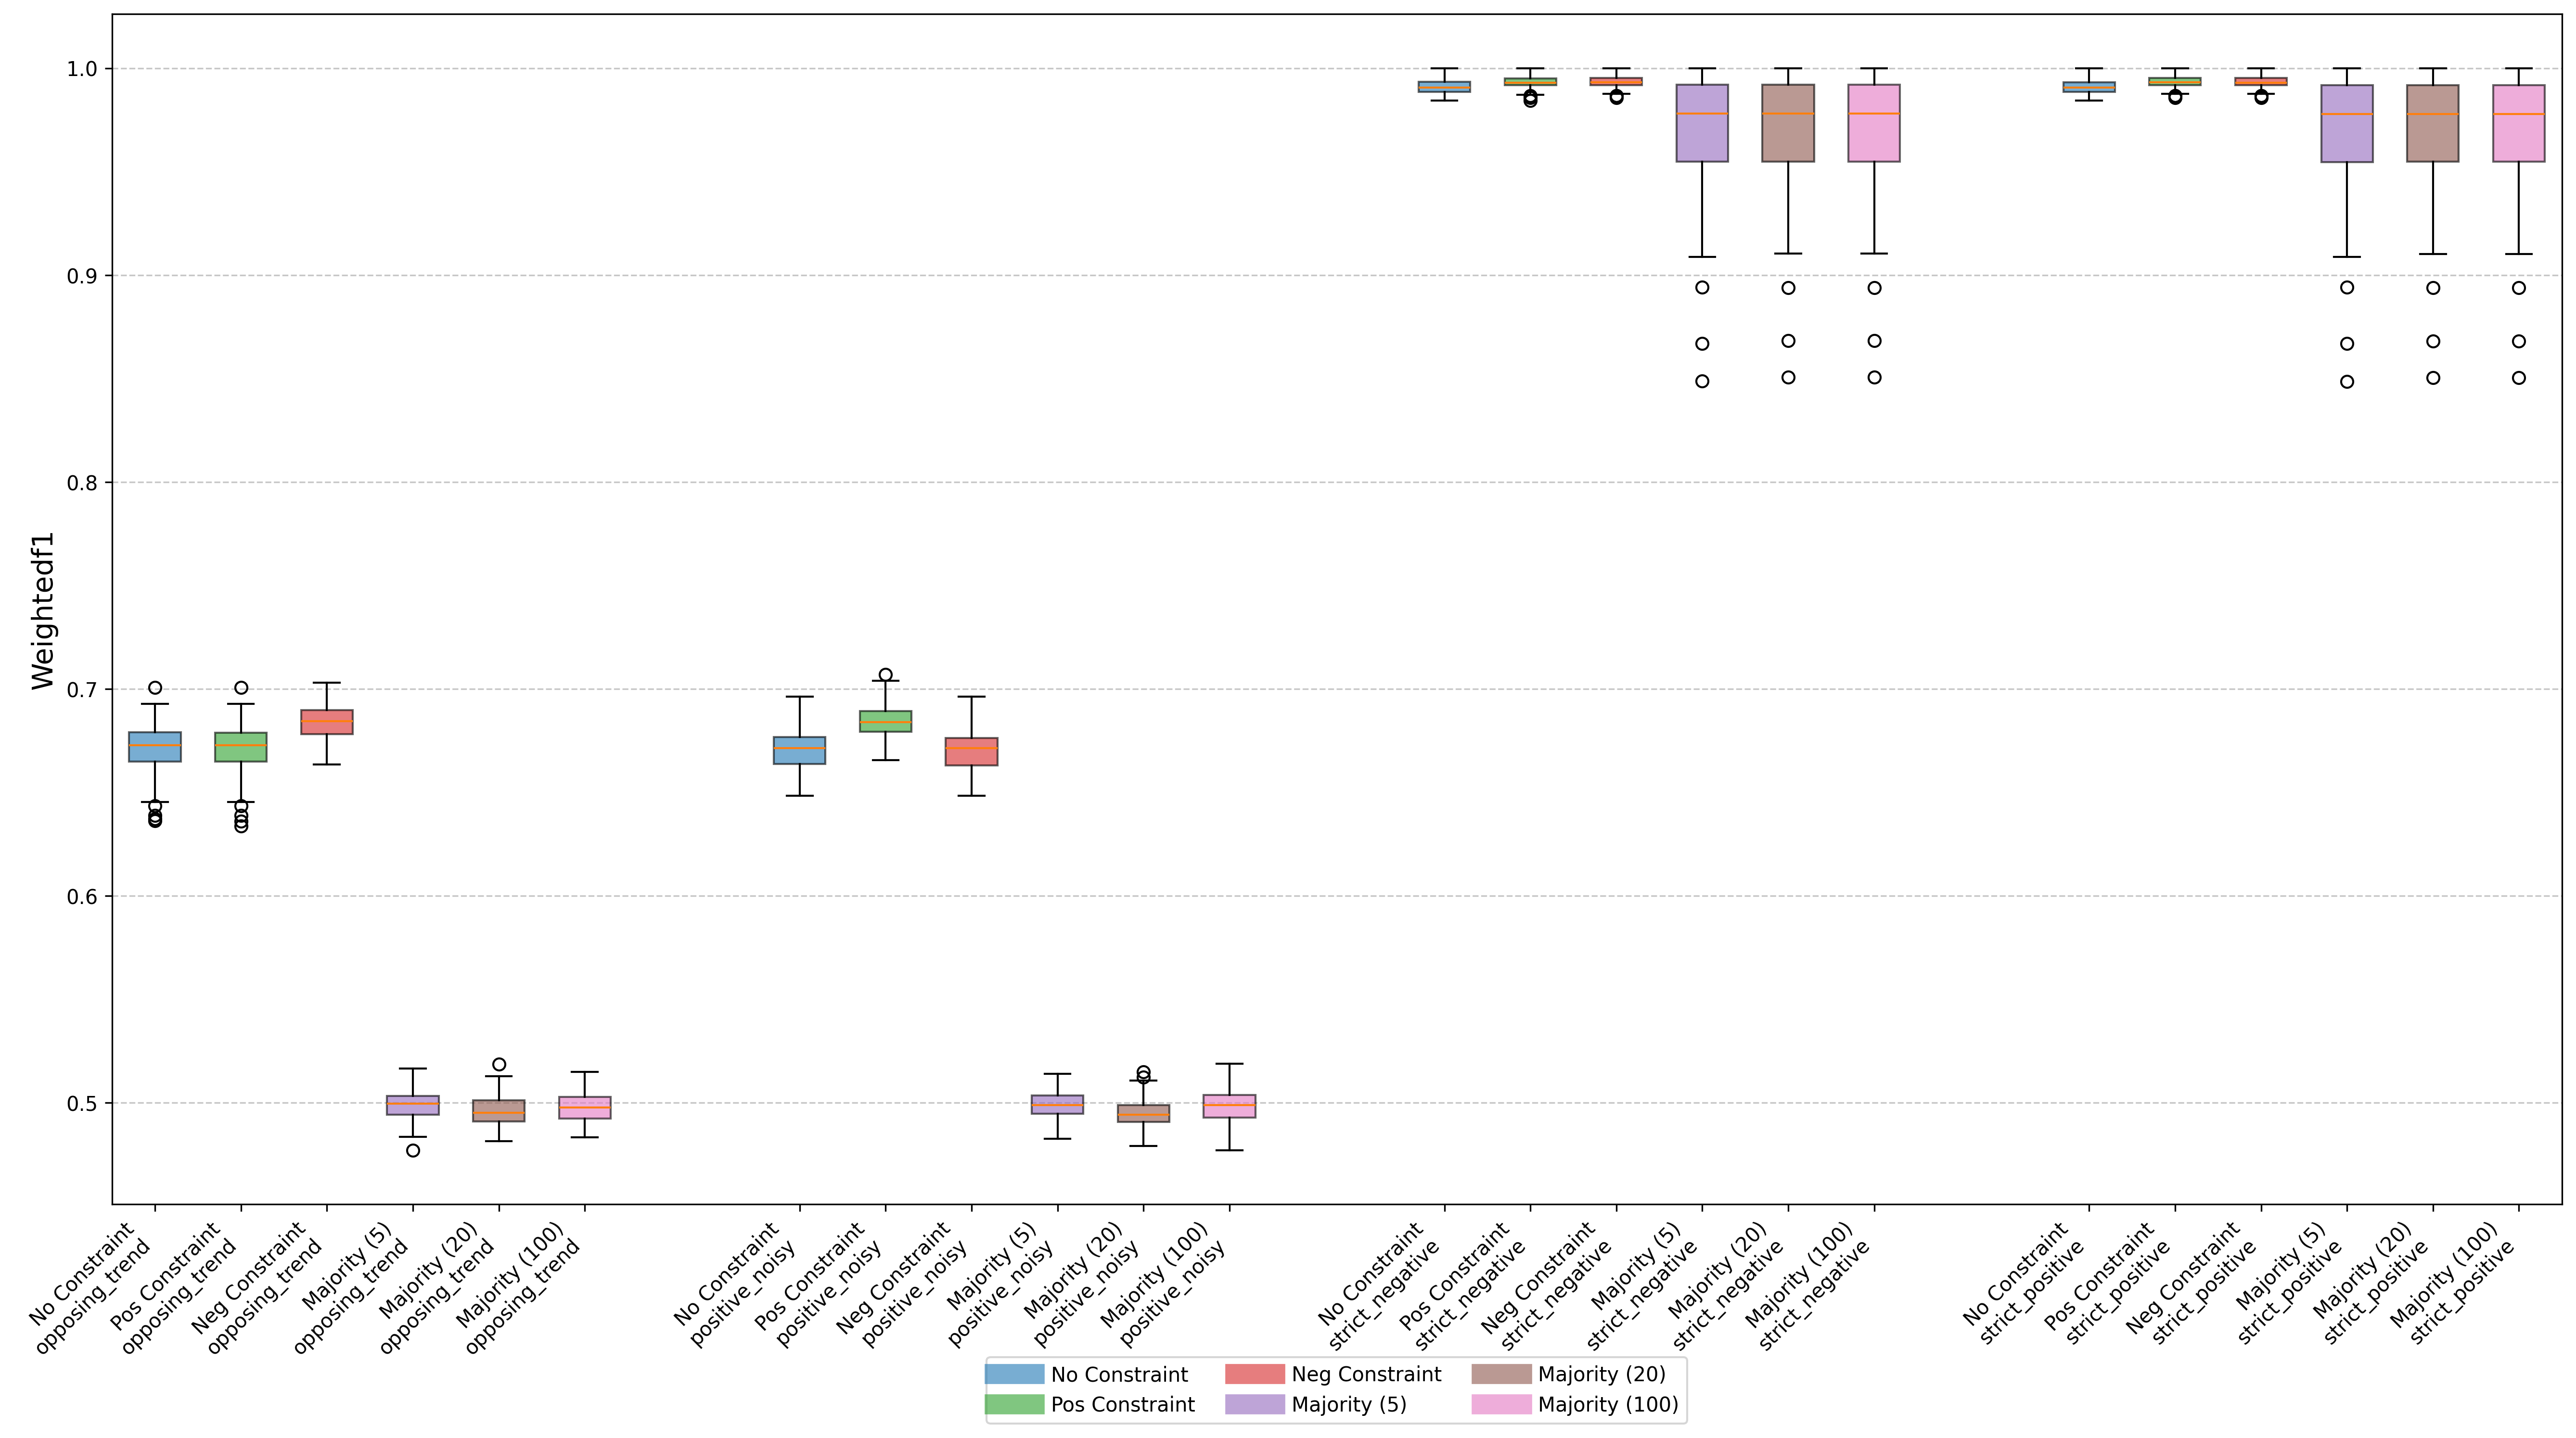 Weightedf1
1.0
0.9
0.8
0.7
0.6
0.5
No Constraint
opposing_trend
Pos Constraint
opposing_trend
Neg Constraint
opposing_trend
Majority (5)
opposing_trend
Majority (20)
opposing_trend
Majority (100)
opposing_trend
No Constraint
positive_noisy
Pos Constraint
positive_noisy
Neg Constraint
positive_noisy
Majority (5)
positive_noisy
Majority (20)
positive_noisy
Majority (100)
positive_noisy
No Constraint
strict_negative
Pos Constraint
strict_negative
Neg Constraint
strict_negative
Majority (5)
strict_negative
Majority (20)
strict_negative
Majority (100)
strict_negative
No Constraint
strict_positive
Pos Constraint
strict_positive
Neg Constraint
strict_positive
Majority (5)
strict_positive
Majority (20)
strict_positive
Majority (100)
strict_positive
No Constraint
Pos Constraint
Neg Constraint
Majority (5)
Majority (20)
Majority (100)